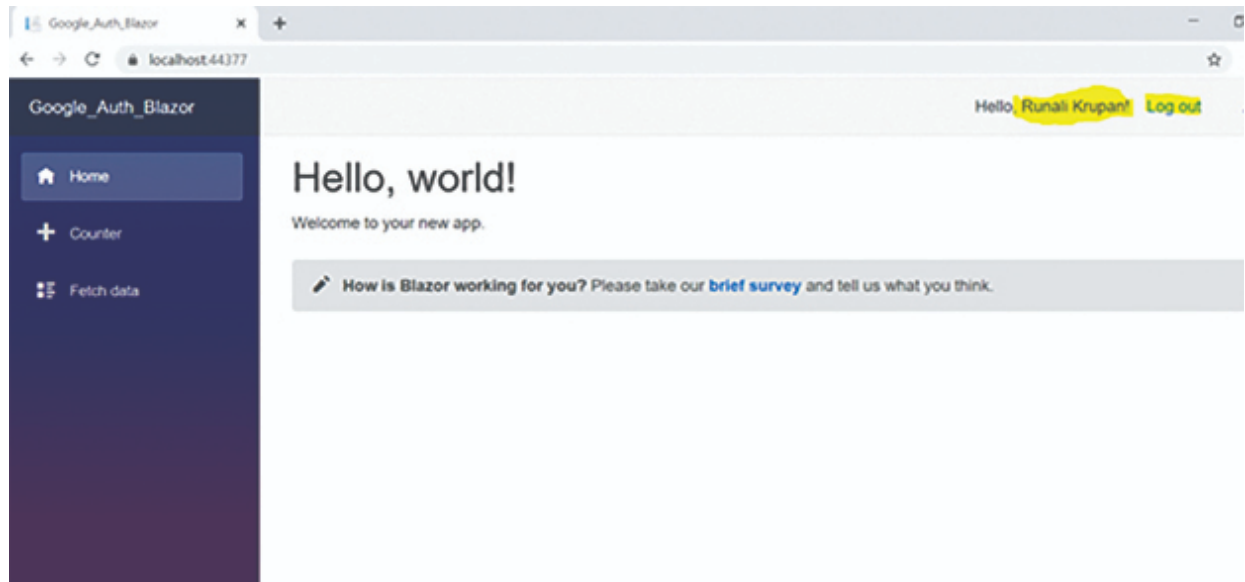 Google_Auth_Blazor
localhost:44377
Google_Auth_Blazor
Hello, Runali Krupan! Log out
Home
Counter
Fetch data
Hello, world!
Welcome to your new app.
How is Blazor working for you? Please take our brief survey and tell us what you think.